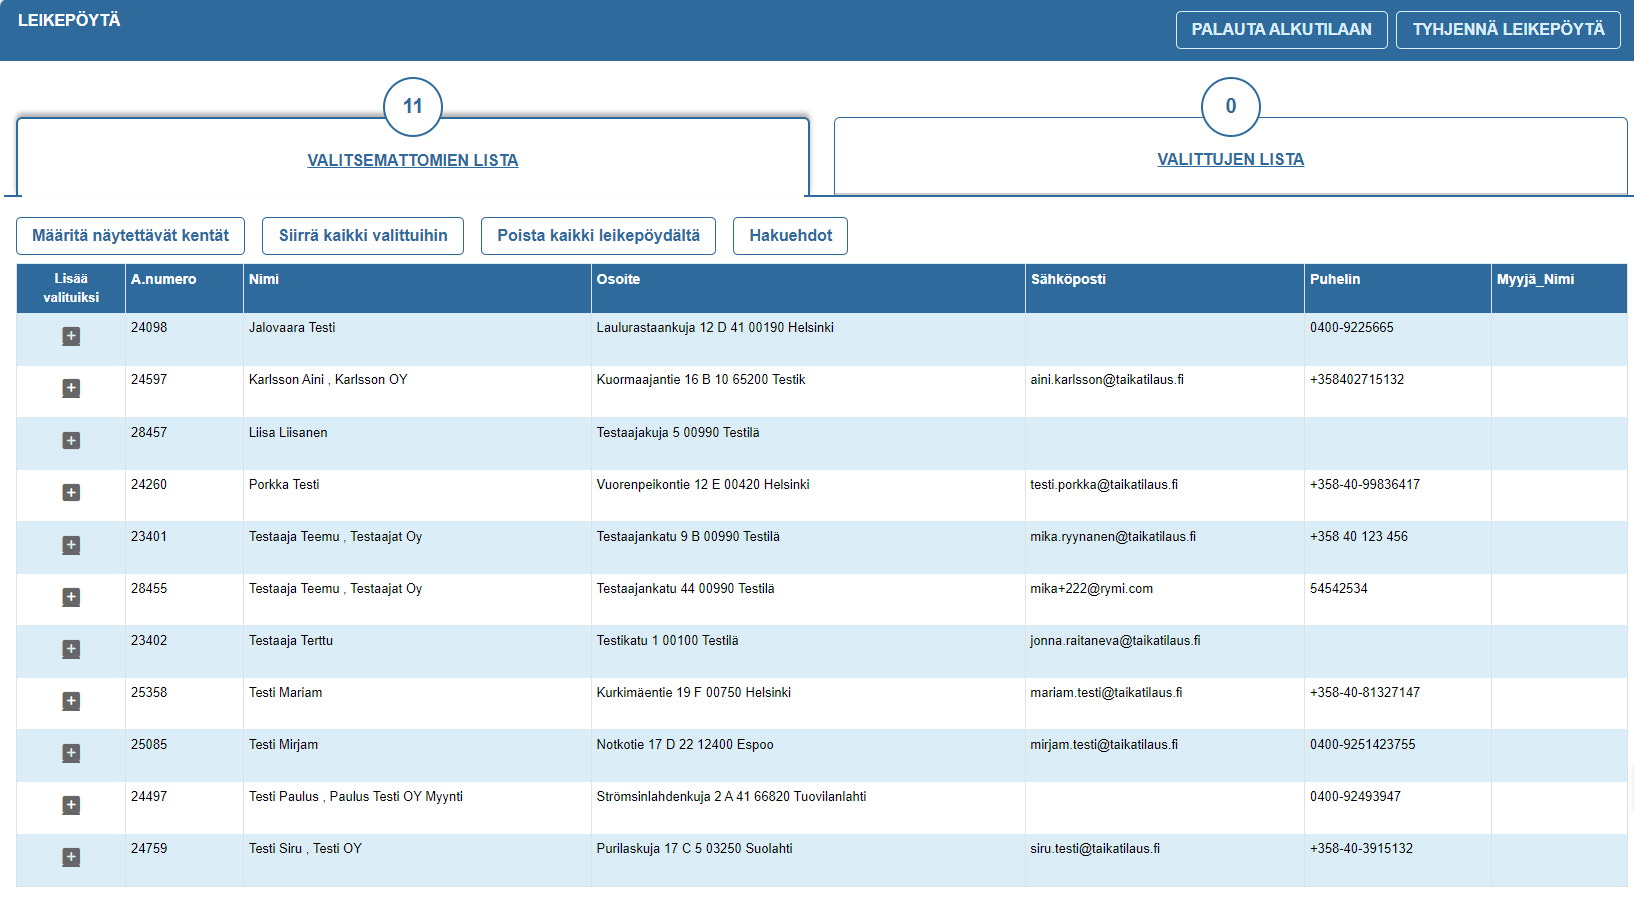 LEIKEPÖYTÄ
PALAUTA ALKUTILAAN
TYHJENNÄ LEIKEPÖYTÄ
11
0
VALITSEMATTOMIEN LISTA
VALITTUJEN LISTA
Määritä näytettävät kentät
Siirrä kaikki valittuihin
Poista kaikki leikepöydältä
Hakuehdot
Lisää valituiksi A.numero Nimi Osoite Sähköposti Puhelin Myyjä_Nimi
24098 Jalovaara Testi Laulurastaankuja 12 D 41 00190 Helsinki 0400-9225665
24597 Karlsson Aini , Karlsson OY Kuormaajantie 16 B 10 65200 Testik aini.karlsson@taikatilaus.fi +358402715132
28457 Liisa Liisanen Testaajakuja 5 00990 Testilä
24260 Porkka Testi Vuorenpeikontie 12 E 00420 Helsinki testi.porkka@taikatilaus.fi +358-40-99836417
23401 Testaaja Teemu , Testaajat Oy Testaajankatu 9 B 00990 Testilä mika.ryynanen@taikatilaus.fi +358 40 123 456
28455 Testaaja Teemu , Testaajat Oy Testaajankatu 44 00990 Testilä mika+222@rymi.com 54542534
23402 Testaaja Terttu Testikatu 1 00100 Testilä jonna.raitaneva@taikatilaus.fi
25358 Testi Mariam Kurkimäentie 19 F 00750 Helsinki mariam.testi@taikatilaus.fi +358-40-81327147
25085 Testi Mirjam Notkotie 17 D 22 12400 Espoo mirjam.testi@taikatilaus.fi 0400-9251423755
24497 Testi Paulus , Paulus Testi OY Myynti Strömsinlahdenkuja 2 A 41 66820 Tuovilanlahti 0400-92493947
24759 Testi Siru , Testi OY Purilaskuja 17 C 5 03250 Suolahti siru.testi@taikatilaus.fi +358-40-3915132